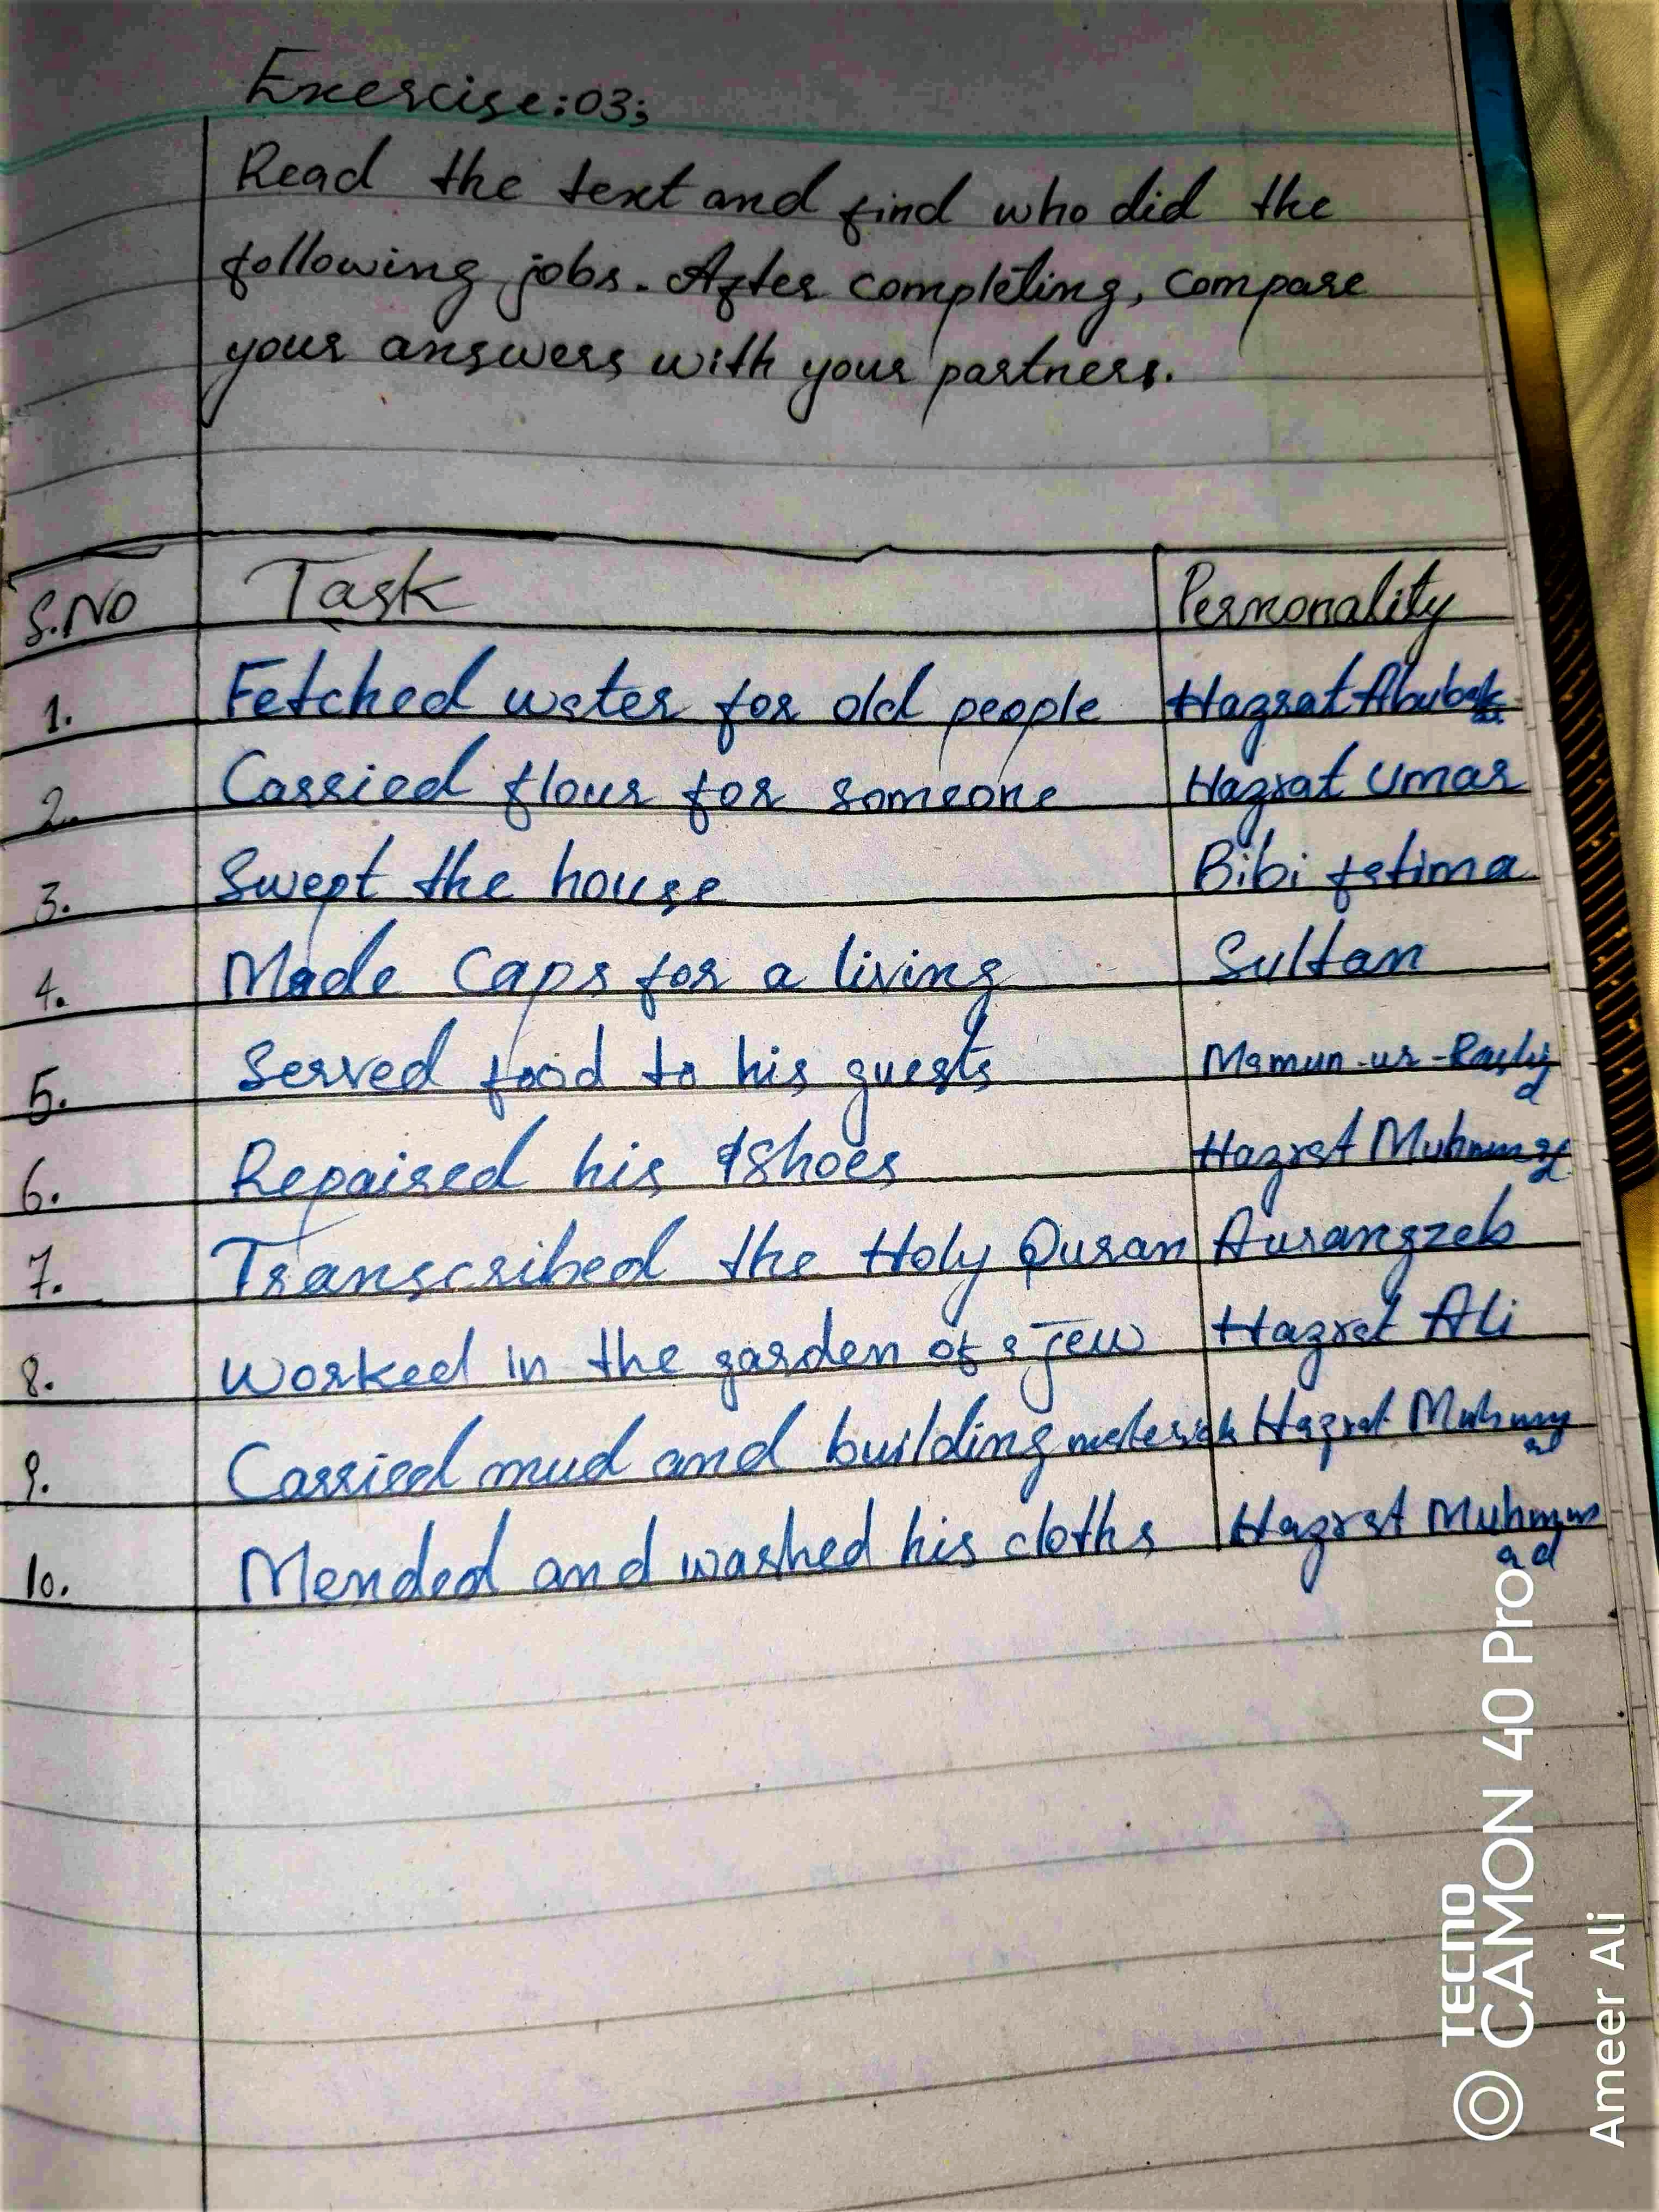 Exercise:03;
Read the text and find who did the
following jobs. After completing, compare
your answers with your partners.
S.NO Task Personality
1. Fetched water for old people Hazrat Abubak
2. Carried flour for someone Hazrat Umar
3. Swept the house Bibi fatima
4. Made Caps for a living Sultan
5. Served food to his guests Mamun-ur-Rashid
6. Repaired his shoes Hazrat
7. Transcribed the Holy Quran Aurangzeb
8. Worked in the garden of a Jew Hazrat Ali
9. Carried mud and building materials Hazrat
10. Mended and washed his cloths Hazrat Muhammad
TECNO
CAMON 40 Pro
Ameer Ali